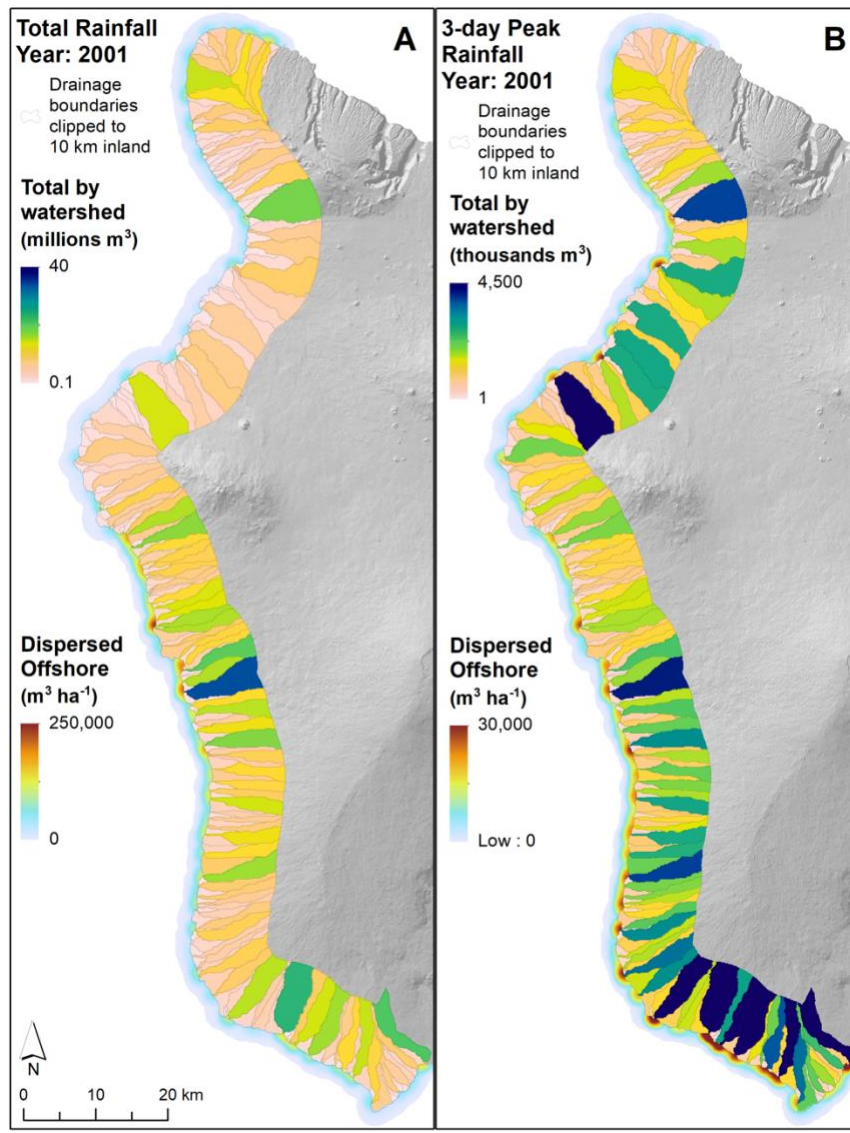 Total Rainfall
Year: 2001
A
Drainage
boundaries
clipped to
10 km inland
Total by
watershed
(millions m³)
40
0.1
Dispersed
Offshore
(m³ ha⁻¹)
250,000
0
N
0 10 20 km
3-day Peak
Rainfall
Year: 2001
B
Drainage
boundaries
clipped to
10 km inland
Total by
watershed
(thousands m³)
4,500
1
Dispersed
Offshore
(m³ ha⁻¹)
30,000
Low : 0